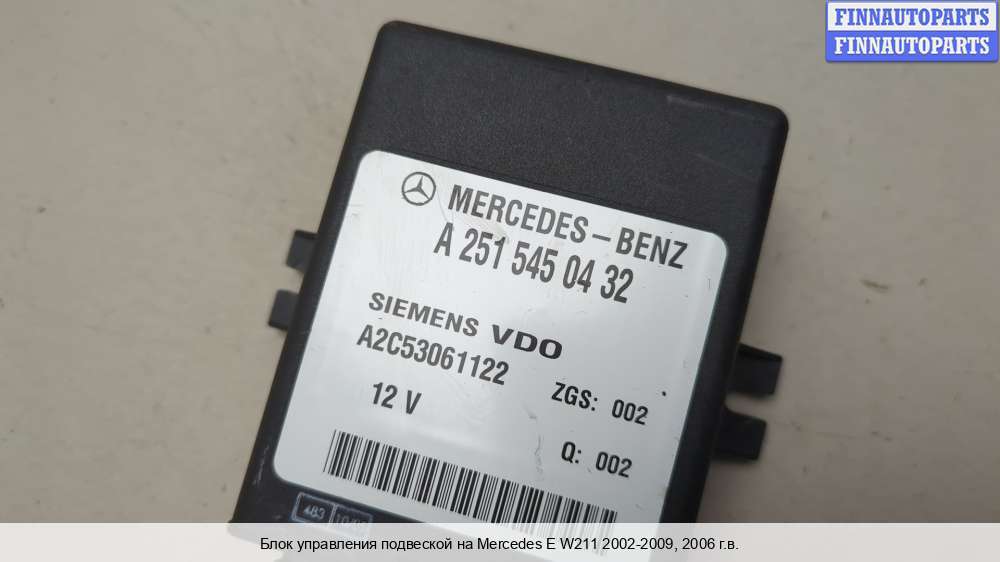 FINNAUTOPARTS
FINNAUTOPARTS
MERCEDES-BENZ
A 251 545 04 32
SIEMENS VDO
A2C53061122
ZGS: 002
12 V
Q: 002
Блок управления подвеской на Mercedes E W211 2002-2009, 2006 г.в.